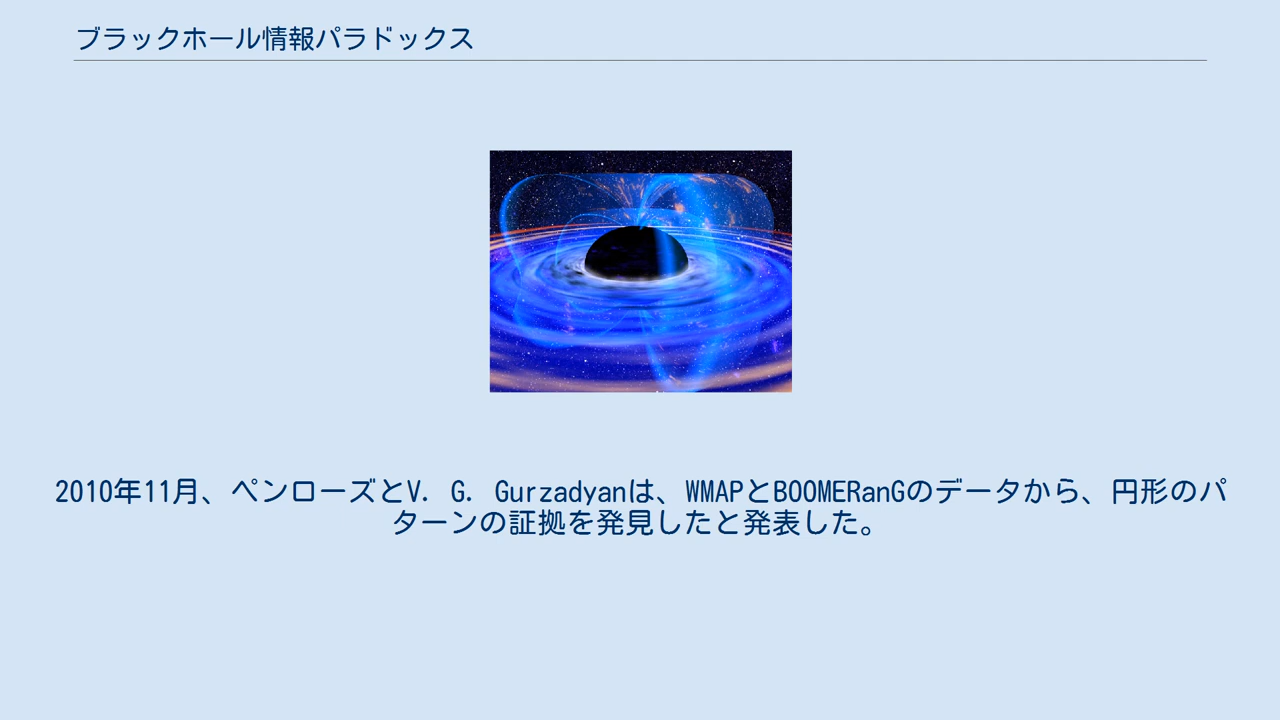 ブラックホール情報パラドックス
2010年11月、ペンローズとV. G. Gurzadyanは、WMAPとBOOMERanGのデータから、円形のパ
ターンの証拠を発見したと発表した。